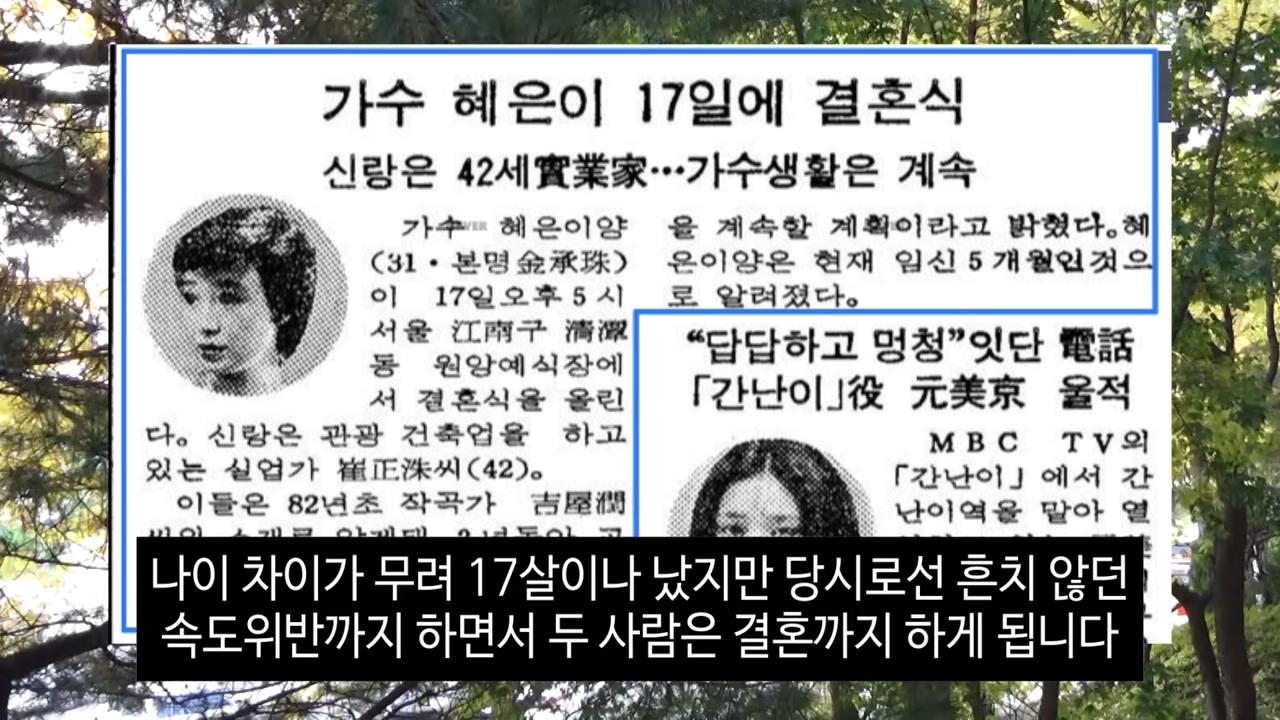 가수 혜은이 17일에 결혼식
신랑은 42세實業家…가수생활은 계속
가수 혜은이양
(31·본명金承珠)
이 17일오후5시
서울 江南구 淸潭
동 원앙예식장에
서 결혼식을 올린
다。신랑은 관광 건축업을 하고
있는 실업가 崔正洙씨(42)。
이들은 82년초 작곡가 吉屋潤
을 계속할 계획이라고 밝혔다。혜
은이양은 현재 임신5개월인것으
로 알려졌다。
“답답하고 멍청”잇단 電話
「간난이」役 元美京 울적
MBC TV의
「간난이」에서 간
난이역을 맡아 열
나이 차이가 무려 17살이나 났지만 당시로선 흔치 않던
속도위반까지 하면서 두 사람은 결혼까지 하게 됩니다